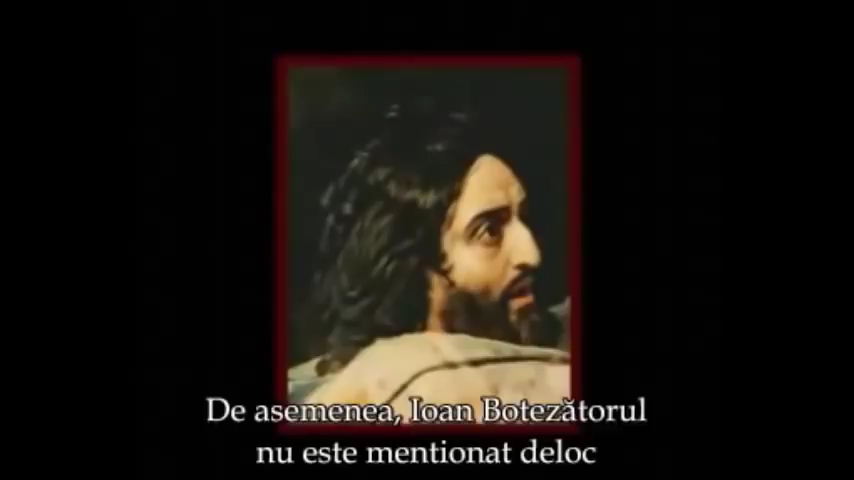 De asemenea, Ioan Botezătorul
nu este mentionat deloc